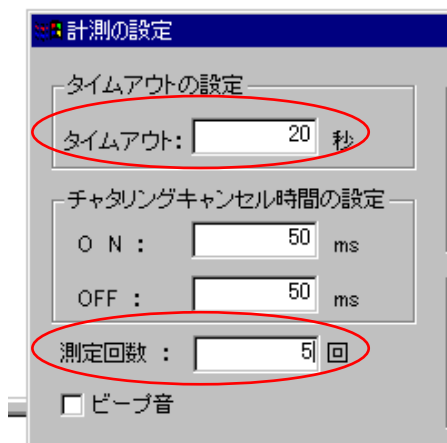 計測の設定
タイムアウトの設定
タイムアウト: 20 秒
チャタリングキャンセル時間の設定
O N : 50 ms
OFF : 50 ms
測定回数 : 5 回
ビープ音